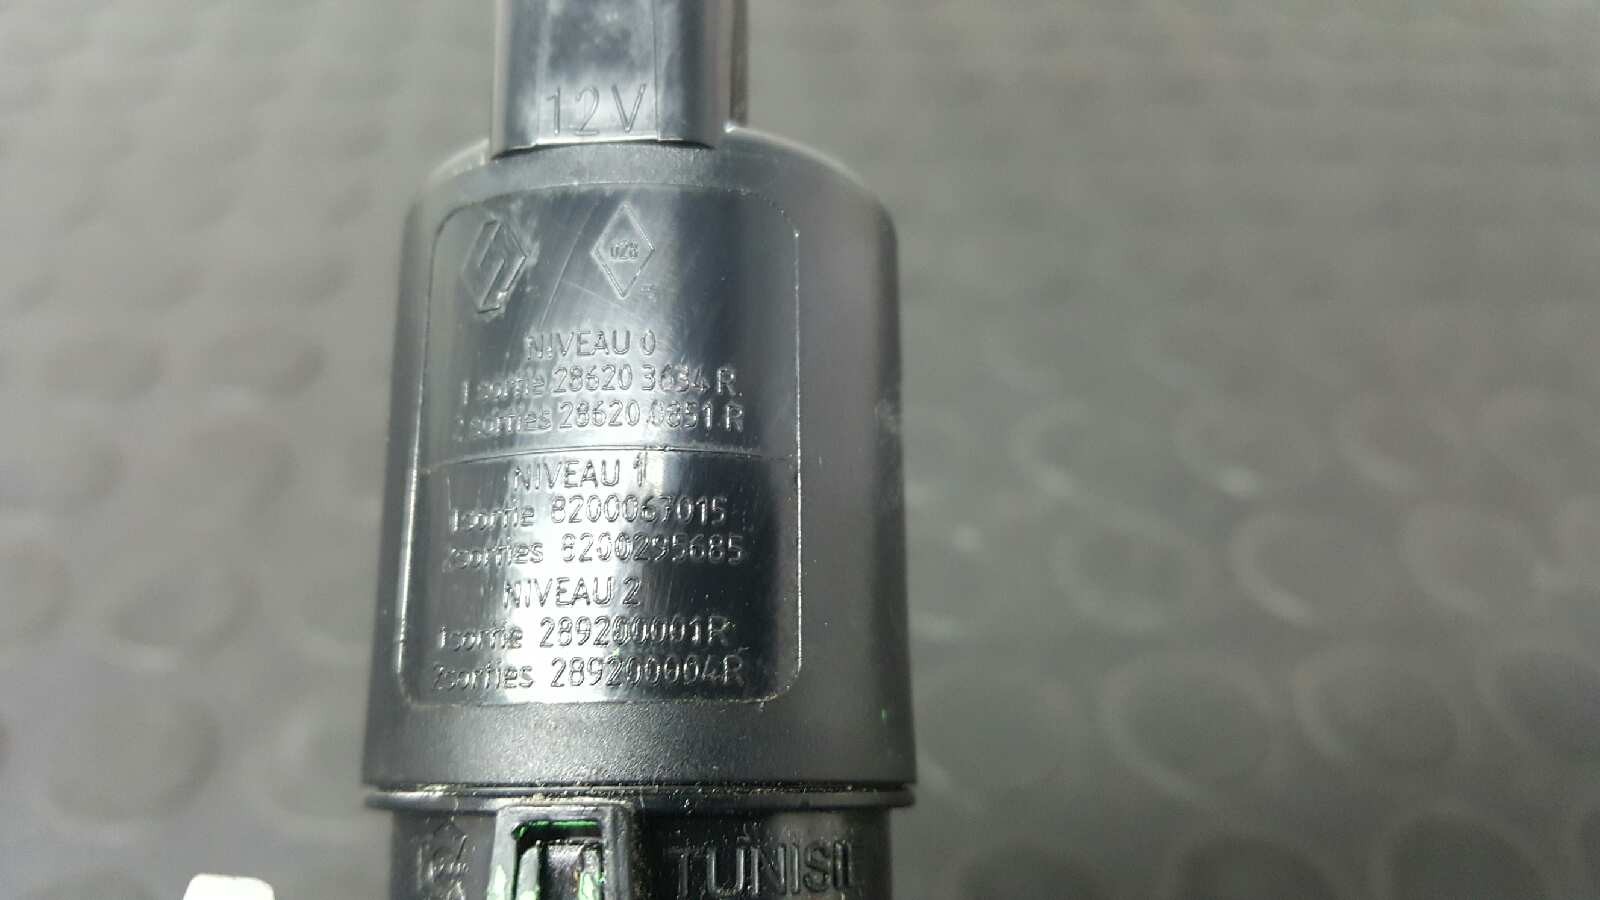 12V
028
NIVEAU 0
1 sortie 28620 3634 R
2 sorties 28620 0851 R
NIVEAU 1
1sortie 8200067015
2sorties 8200295685
NIVEAU 2
1sortie 289200001R
2sorties 289200004R
TUNISIE